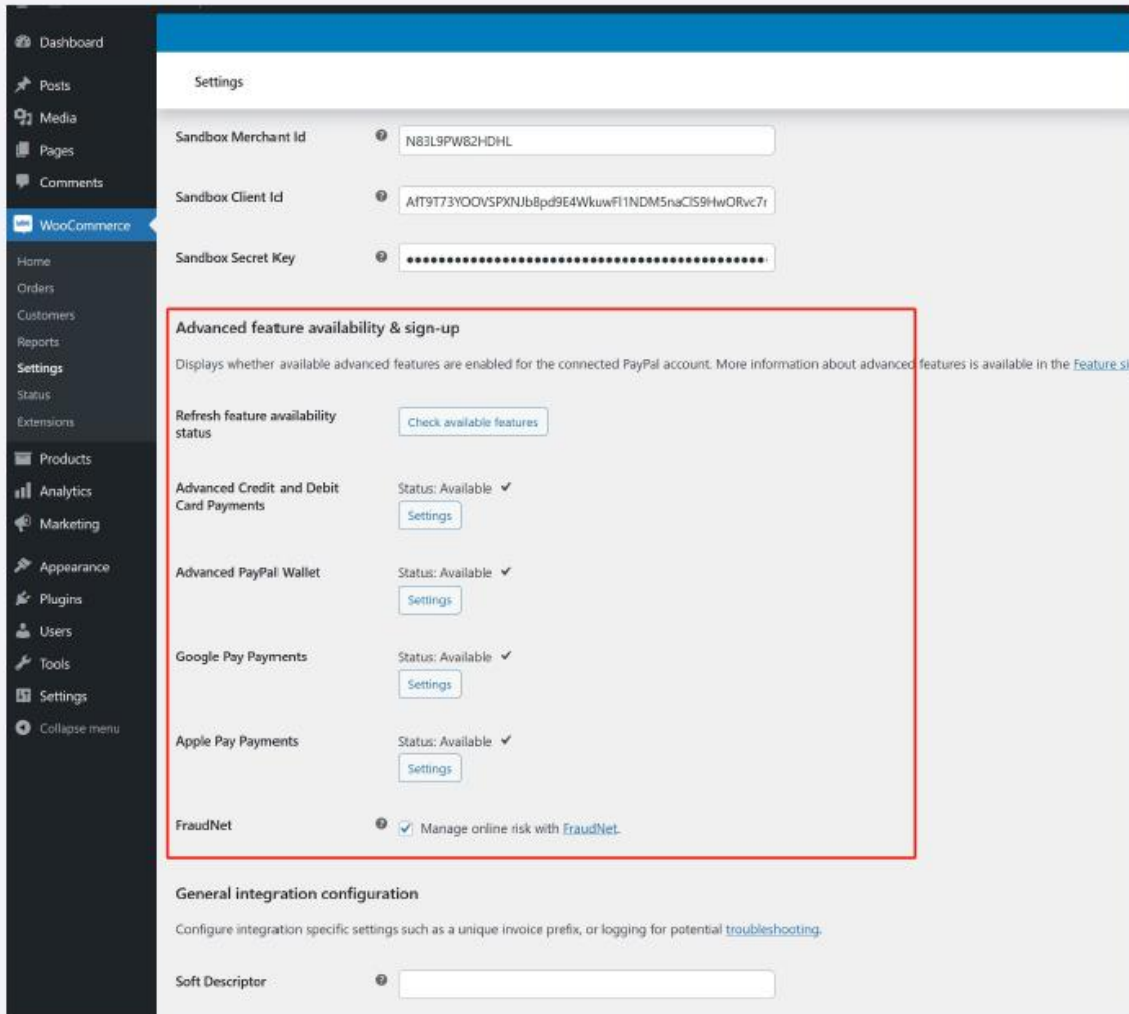 Dashboard
Posts
Media
Pages
Comments
WooCommerce
Home
Orders
Customers
Reports
Settings
Status
Extensions
Products
Analytics
Marketing
Appearance
Plugins
Users
Tools
Settings
Collapse menu
Settings
Sandbox Merchant Id
N83L9PW82HDHL
Sandbox Client Id
Sandbox Secret Key
Advanced feature availability & sign-up
Displays whether available advanced features are enabled for the connected PayPal account. More information about advanced features is available in the Feature si
Refresh feature availability
status
Check available features
Advanced Credit and Debit
Card Payments
Status: Available ✔
Settings
Advanced PayPal Wallet
Status: Available ✔
Settings
Google Pay Payments
Status: Available ✔
Settings
Apple Pay Payments
Status: Available ✔
Settings
FraudNet
Manage online risk with FraudNet.
General integration configuration
Configure integration specific settings such as a unique invoice prefix, or logging for potential troubleshooting.
Soft Descriptor